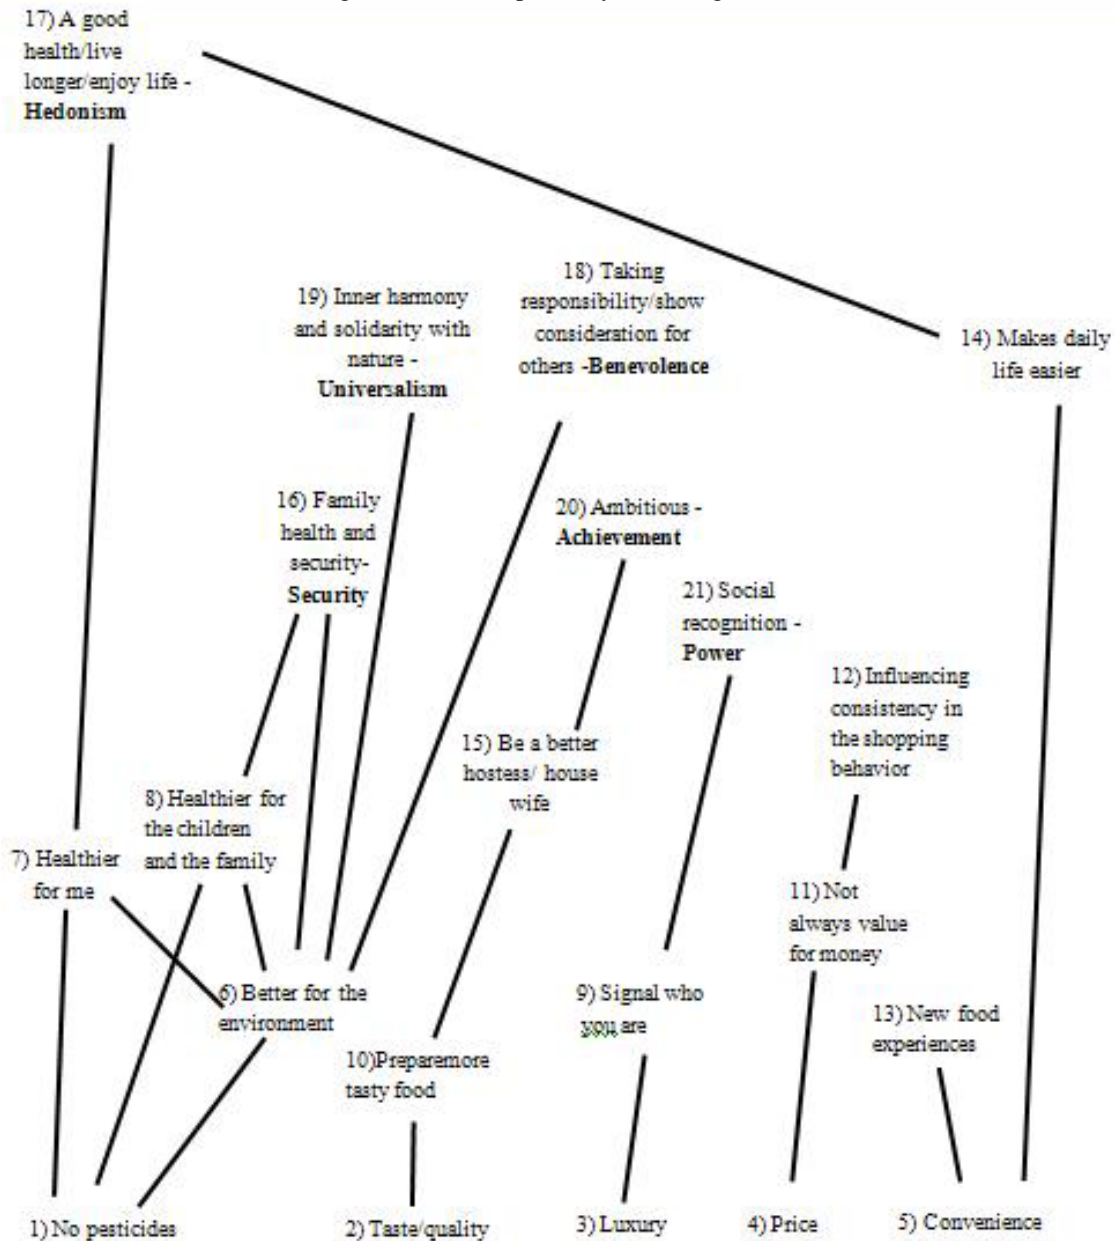 17) A good
health/live
longer/enjoy life -
Hedonism
18) Taking
responsibility/show
consideration for
others -Benevolence
19) Inner harmony
and solidarity with
nature -
Universalism
14) Makes daily
life easier
16) Family
health and
security-
Security
20) Ambitious -
Achievement
21) Social
recognition -
Power
12) Influencing
consistency in
the shopping
behavior
15) Be a better
hostess/ house
wife
8) Healthier for
the children
and the family
7) Healthier
for me
11) Not
always value
for money
6) Better for the
environment
9) Signal who
you are
13) New food
experiences
10)Preparemore
tasty food
1) No pesticides
2) Taste/quality
3) Luxury
4) Price
5) Convenience